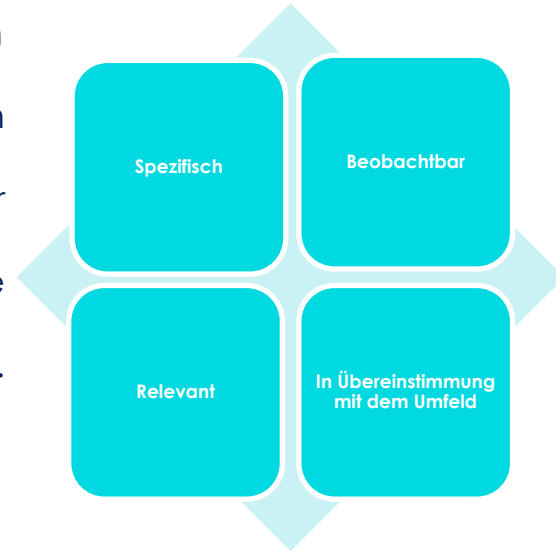 Spezifisch
Beobachtbar
Relevant
In Übereinstimmung
mit dem Umfeld